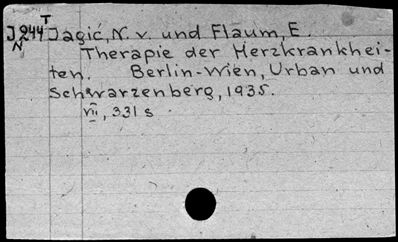 T
J244 Jagić, N. v. und Flaum, E.
N
Therapie der Herzkrankhei-
ten. Berlin-Wien, Urban und
Schwarzenberg, 1935.
VII, 331 s